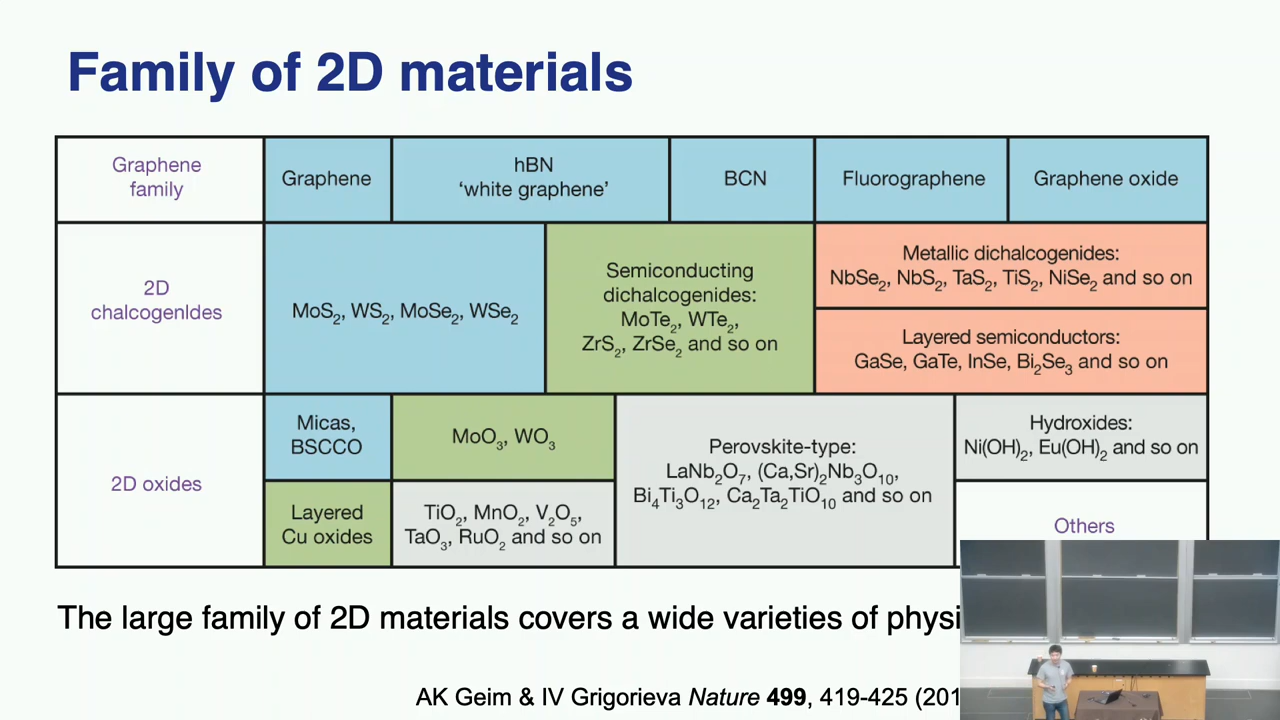 Family of 2D materials
Graphene
family
Graphene
hBN
‘white graphene’
BCN
Fluorographene
Graphene oxide
2D
chalcogenides
MoS₂, WS₂, MoSe₂, WSe₂
Semiconducting
dichalcogenides:
MoTe₂, WTe₂,
ZrS₂, ZrSe₂ and so on
Metallic dichalcogenides:
NbSe₂, NbS₂, TaS₂, TiS₂, NiSe₂ and so on
Layered semiconductors:
GaSe, GaTe, InSe, Bi₂Se₃ and so on
2D oxides
Micas,
BSCCO
MoO₃, WO₃
Layered
Cu oxides
TiO₂, MnO₂, V₂O₅,
TaO₃, RuO₂ and so on
Perovskite-type:
LaNb₂O₇, (Ca,Sr)₂Nb₃O₁₀,
Bi₄Ti₃O₁₂, Ca₂Ta₂TiO₁₀ and so on
Hydroxides:
Ni(OH)₂, Eu(OH)₂ and so on
Others
The large family of 2D materials covers a wide varieties of
AK Geim & IV Grigorieva Nature 499, 419-425